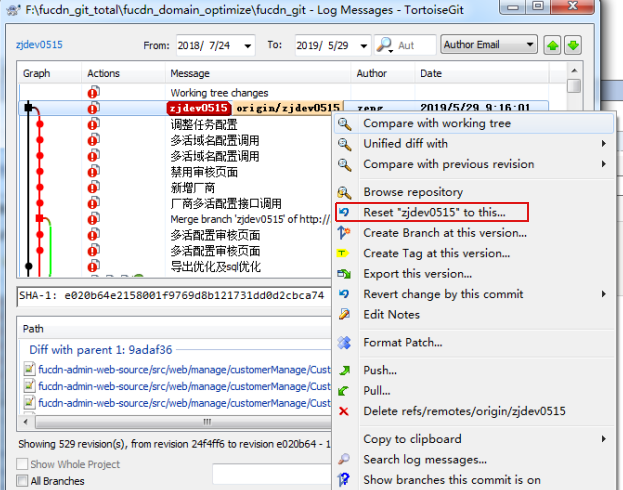 F:\fucdn_git_total\fucdn_domain_optimize\fucdn_git - Log Messages - TortoiseGit
zjdev0515 From: 2018/ 7/24 To: 2019/ 5/29 Aut Author Email
Graph Actions Message Author Date
Working tree changes
zjdev0515 origin/zjdev0515 zeng 2019/5/29 9:16:01
调整任务配置
多活域名配置调用
多活域名配置调用
禁用审核页面
新增厂商
厂商多活配置接口调用
Merge branch 'zjdev0515' of http:/
多活配置审核页面
多活配置审核页面
导出优化及sql优化
SHA-1: e020b64e2158001f9769d8b121731dd0d2cbca74
Path
Diff with parent 1: 9adaf36
fucdn-admin-web-source/src/web/manage/customerManage/Cust
fucdn-admin-web-source/src/web/manage/customerManage/Cust
fucdn-admin-web-source/src/web/manage/customerManage/Cust
Showing 529 revision(s), from revision 24f4ff6 to revision e020b64 - 1
Show Whole Project
All Branches
Compare with working tree
Unified diff with
Compare with previous revision
Browse repository
Reset "zjdev0515" to this...
Create Branch at this version...
Create Tag at this version...
Export this version...
Revert change by this commit
Edit Notes
Format Patch...
Push...
Pull...
Delete refs/remotes/origin/zjdev0515
Copy to clipboard
Search log messages...
Show branches this commit is on